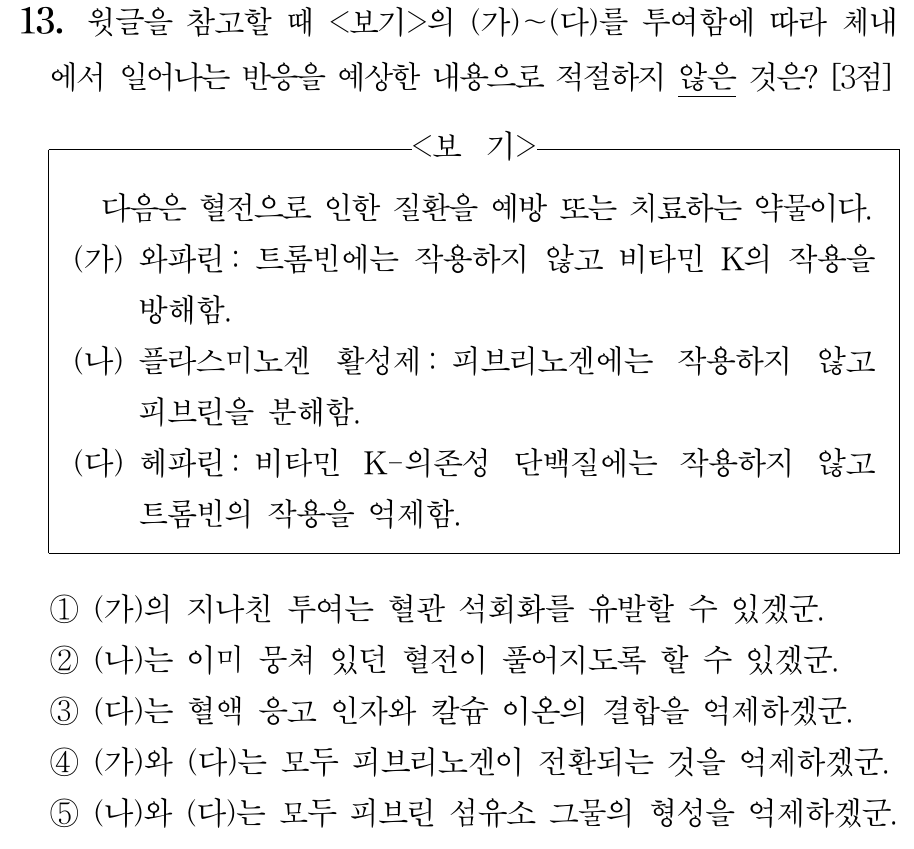 13. 윗글을 참고할 때 <보기>의 (가)~(다)를 투여함에 따라 체내
에서 일어나는 반응을 예상한 내용으로 적절하지 않은 것은? [3점]
<보 기>
다음은 혈전으로 인한 질환을 예방 또는 치료하는 약물이다.
(가) 와파린 : 트롬빈에는 작용하지 않고 비타민 K의 작용을
방해함.
(나) 플라스미노겐 활성제 : 피브리노겐에는 작용하지 않고
피브린을 분해함.
(다) 헤파린 : 비타민 K-의존성 단백질에는 작용하지 않고
트롬빈의 작용을 억제함.
① (가)의 지나친 투여는 혈관 석회화를 유발할 수 있겠군.
② (나)는 이미 뭉쳐 있던 혈전이 풀어지도록 할 수 있겠군.
③ (다)는 혈액 응고 인자와 칼슘 이온의 결합을 억제하겠군.
④ (가)와 (다)는 모두 피브리노겐이 전환되는 것을 억제하겠군.
⑤ (나)와 (다)는 모두 피브린 섬유소 그물의 형성을 억제하겠군.